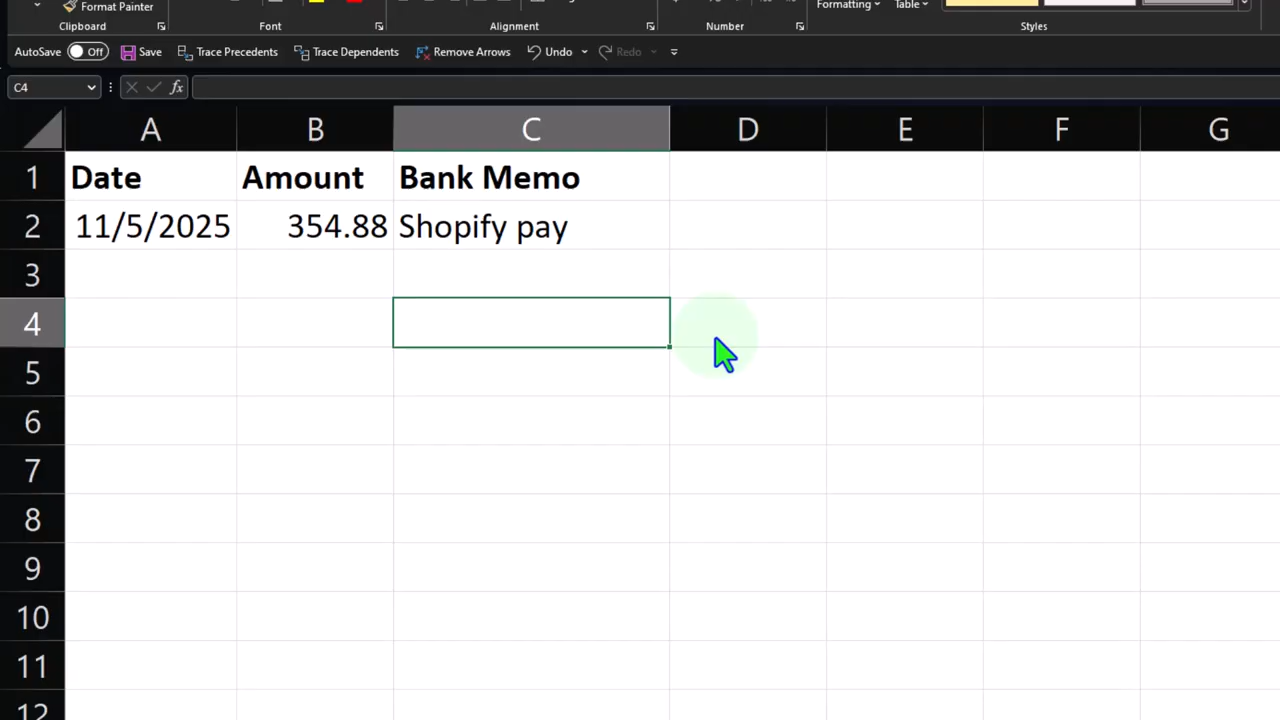 Format Painter
Formatting Table
Clipboard Font Alignment Number Styles
AutoSave Off Save Trace Precedents Trace Dependents Remove Arrows Undo Redo
C4 fx
A B C D E F G
1 Date Amount Bank Memo
2 11/5/2025 354.88 Shopify pay
3
4
5
6
7
8
9
10
11
12